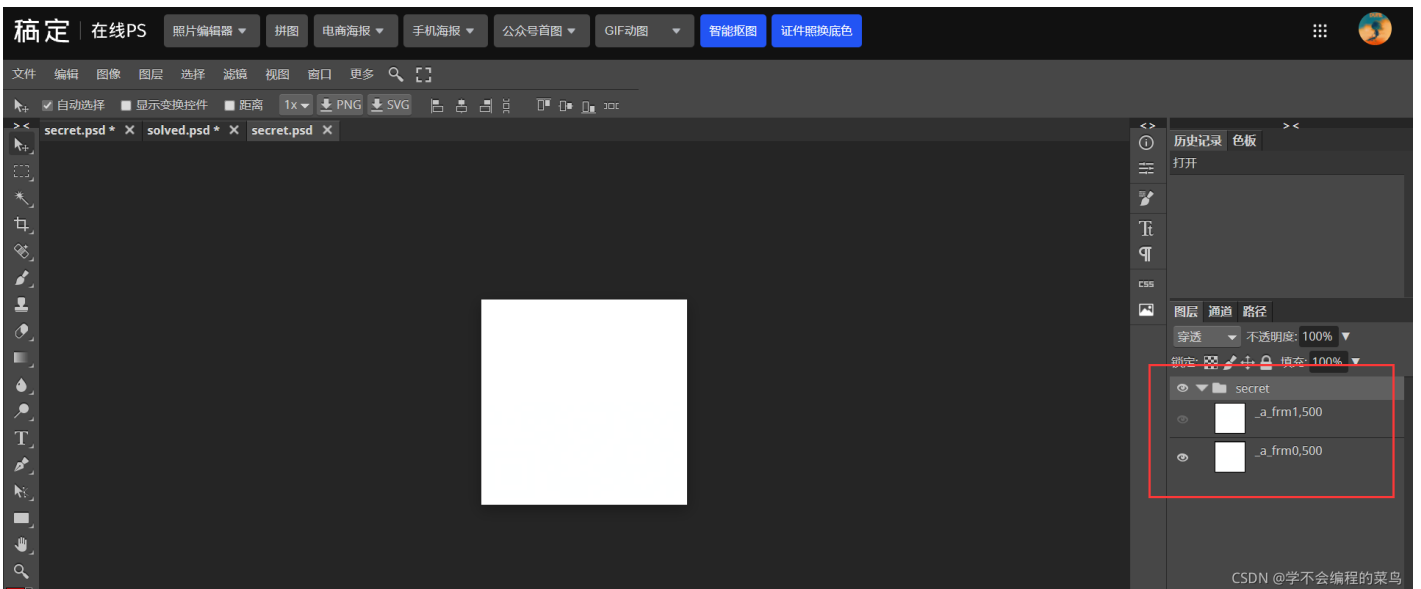 稿定 在线PS 照片编辑器 拼图 电商海报 手机海报 公众号首图 GIF动图 智能抠图 证件照换底色
文件 编辑 图像 图层 选择 滤镜 视图 窗口 更多
自动选择 显示变换控件 距离 1x PNG SVG
secret.psd * X solved.psd * X secret.psd X
历史记录 色板
打开
CSS
图层 通道 路径
穿透 不透明度: 100%
锁定: 填充: 100%
secret
_a_frm1,500
_a_frm0,500
CSDN @学不会编程的菜鸟